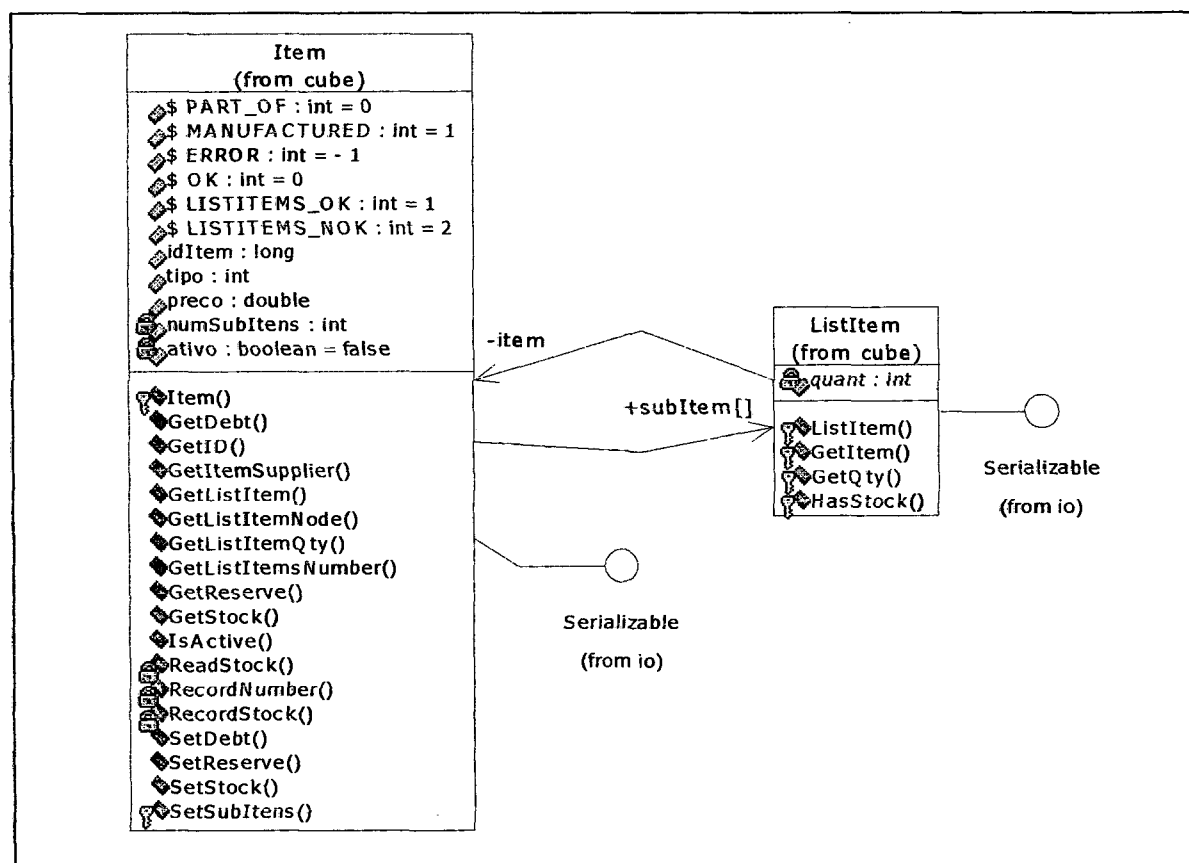 Item
(from cube)
$ PART_OF : int = 0
$ MANUFACTURED : int = 1
$ ERROR : int = - 1
$ OK : int = 0
$ LISTITEMS_OK : int = 1
$ LISTITEMS_NOK : int = 2
idItem : long
tipo : int
preco : double
numSubItens : int
ativo : boolean = false
Item()
GetDebt()
GetID()
GetItemSupplier()
GetListItem()
GetListItemNode()
GetListItemQty()
GetListItemsNumber()
GetReserve()
GetStock()
IsActive()
ReadStock()
RecordNumber()
RecordStock()
SetDebt()
SetReserve()
SetStock()
SetSubItens()
-item
+subItem[]
ListItem
(from cube)
quant : int
ListItem()
GetItem()
GetQty()
HasStock()
Serializable
(from io)
Serializable
(from io)